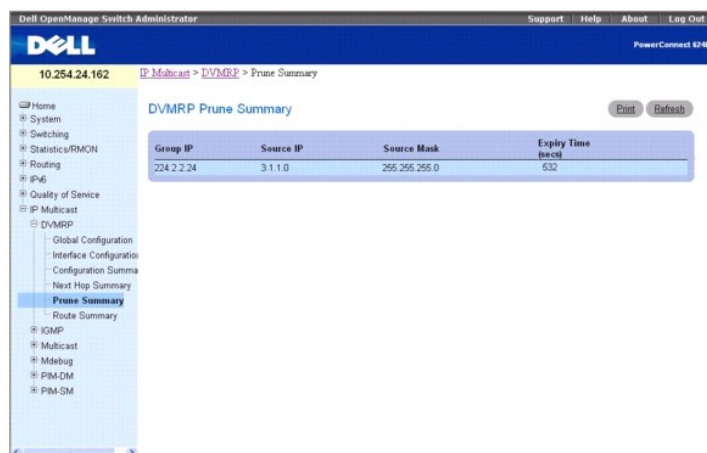 Dell OpenManage Switch Administrator
Support Help About Log Out
DELL
PowerConnect 6248
10.254.24.162
IP Multicast > DVMRP > Prune Summary
Home
System
Switching
Statistics/RMON
Routing
IPv6
Quality of Service
IP Multicast
DVMRP
Global Configuration
Interface Configuration
Configuration Summa
Next Hop Summary
Prune Summary
Route Summary
IGMP
Multicast
Mdebug
PIM-DM
PIM-SM
DVMRP Prune Summary
Print Refresh
Group IP Source IP Source Mask Expiry Time (secs)
224.2.2.24 3.1.1.0 255.255.255.0 532